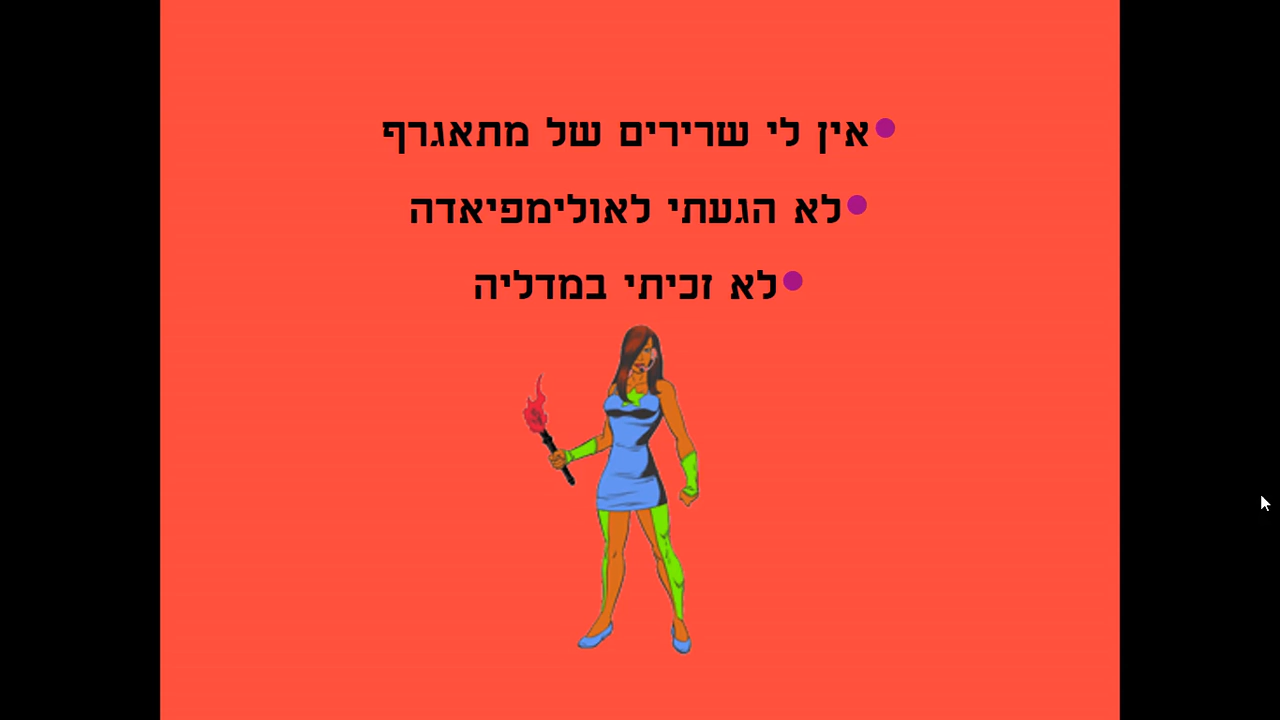 •אין לי שרירים של מתאגרף
•לא הגעתי לאולימפיאדה
•לא זכיתי במדליה